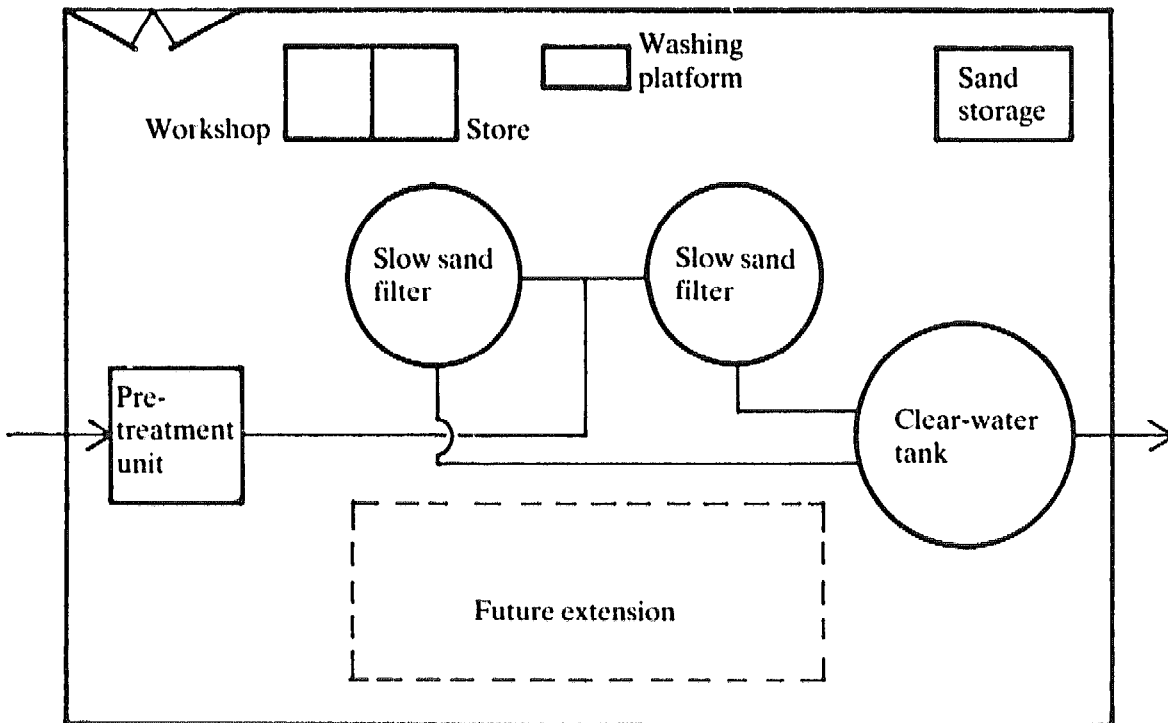 Washing
platform
Sand
storage
Workshop
Store
Slow sand
filter
Slow sand
filter
Pre-
treatment
unit
Clear-water
tank
Future extension